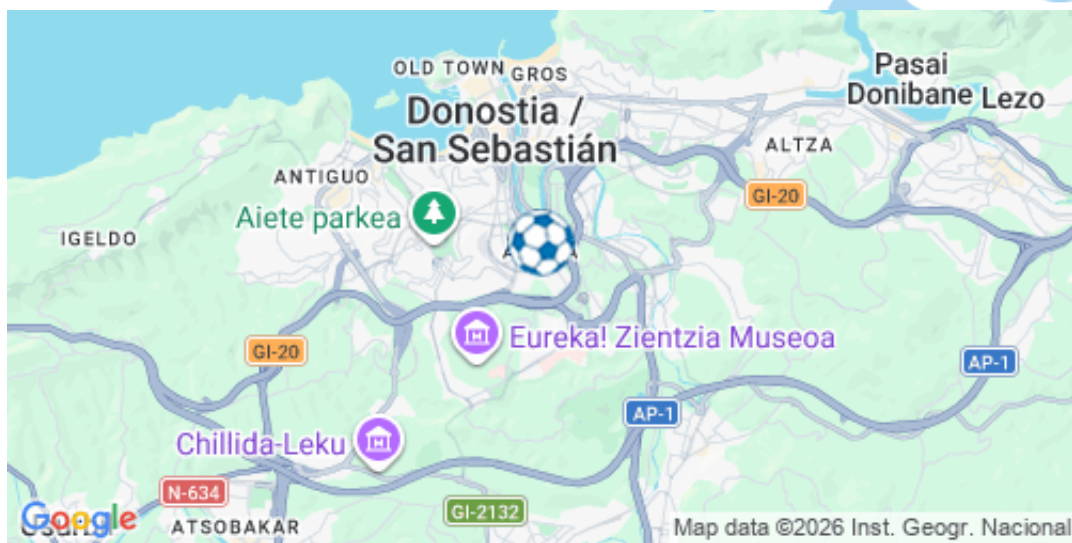 OLD TOWN
GROS
Donostia /
San Sebastián
Pasai
Donibane
Lezo
ALTZA
ANTIGUO
GI-20
Aiete parkea
IGELDO
Eureka! Zientzia Museoa
GI-20
AP-1
AP-1
Chillida-Leku
N-634
GI-2132
Google
ATSOBAKAR
Map data ©2026 Inst. Geogr. Nacional